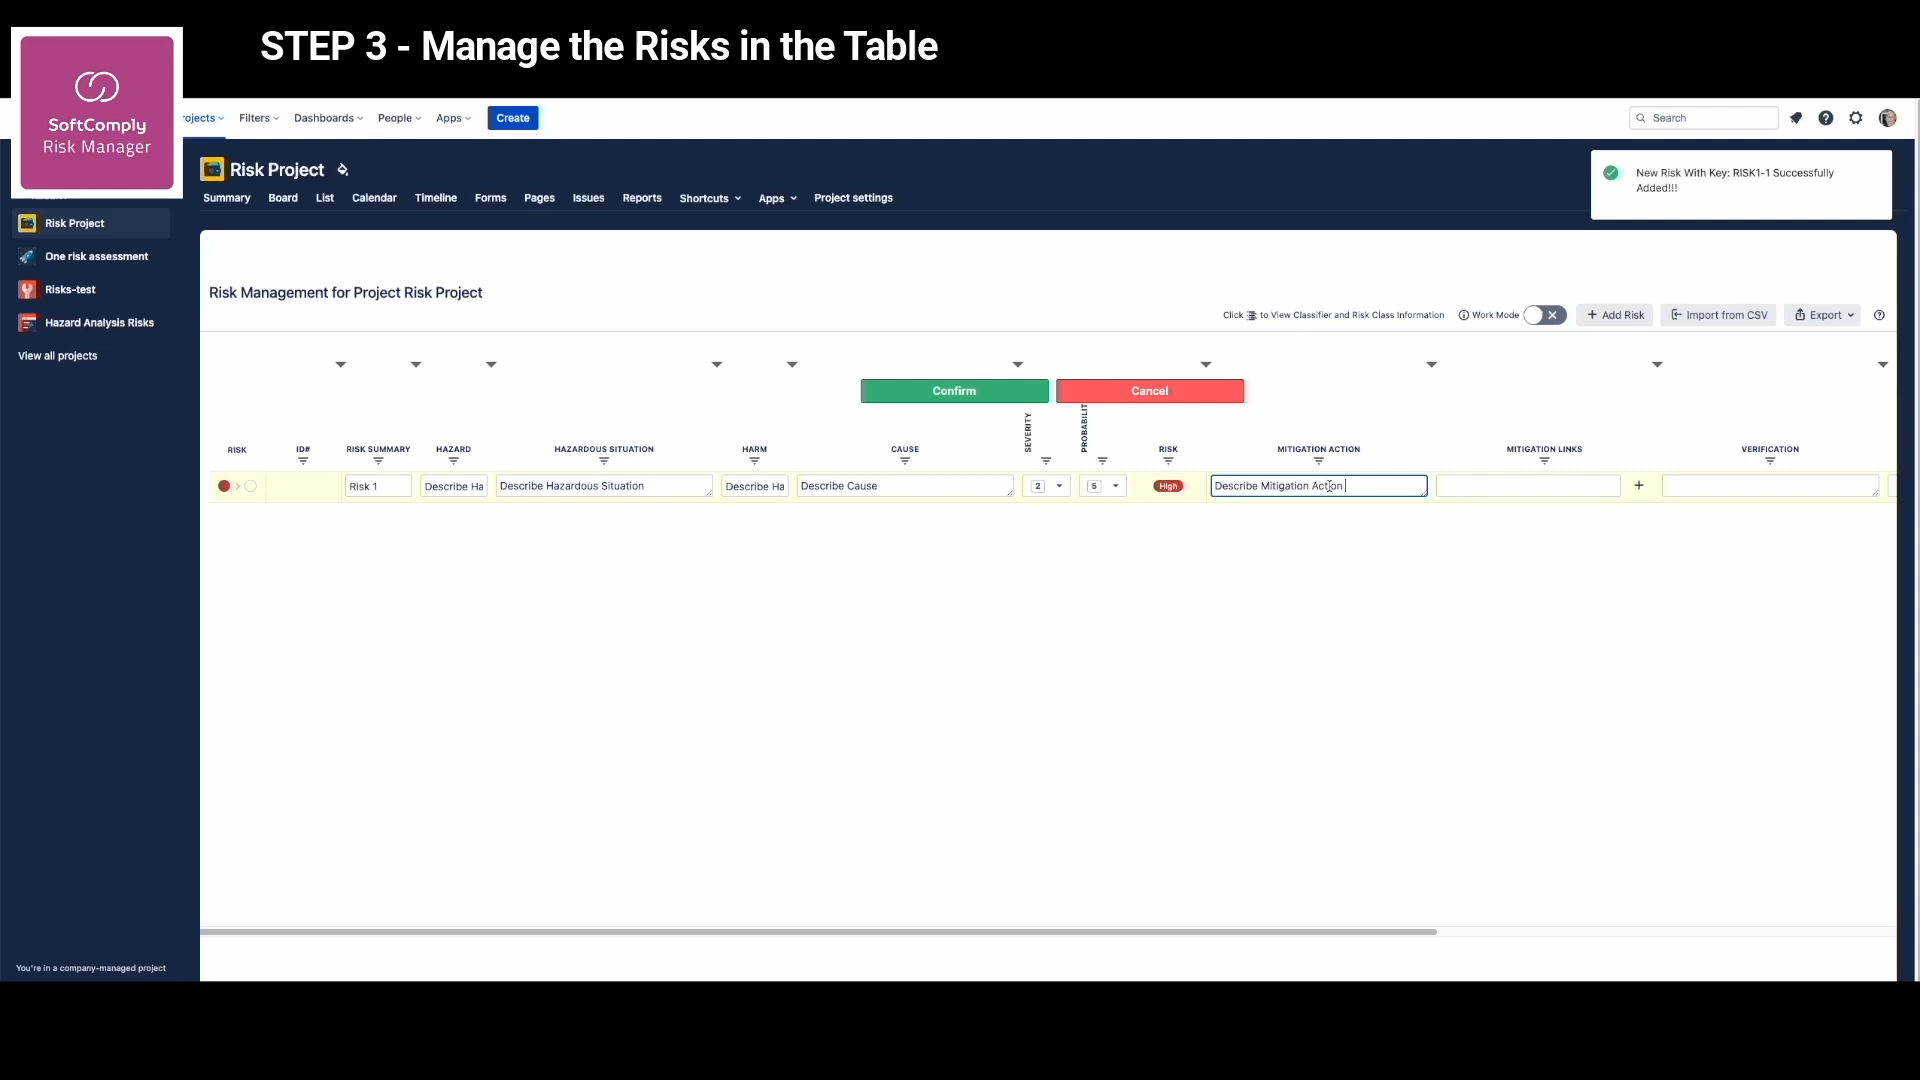 STEP 3 - Manage the Risks in the Table
SoftComply
Risk Manager
rojects
Filters
Dashboards
People
Apps
Create
Search
Risk Project
Summary
Board
List
Calendar
Timeline
Forms
Pages
Issues
Reports
Shortcuts
Apps
Project settings
New Risk With Key: RISK1-1 Successfully
Added!!!
Risk Project
One risk assessment
Risks-test
Hazard Analysis Risks
View all projects
Risk Management for Project Risk Project
Click to View Classifier and Risk Class Information
Work Mode
+ Add Risk
Import from CSV
Export
Confirm
Cancel
RISK
ID#
RISK SUMMARY
HAZARD
HAZARDOUS SITUATION
HARM
CAUSE
SEVERITY
PROBABILIT
RISK
MITIGATION ACTION
MITIGATION LINKS
VERIFICATION
Risk 1
Describe Ha
Describe Hazardous Situation
Describe Ha
Describe Cause
2
5
High
Describe Mitigation Action
+
You're in a company-managed project